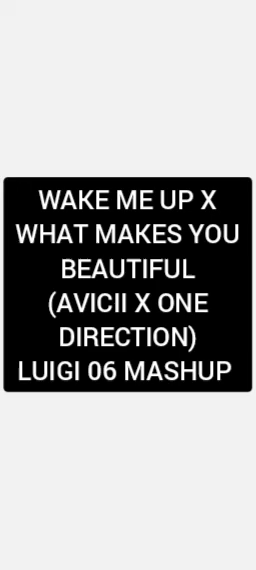 WAKE ME UP X
WHAT MAKES YOU
BEAUTIFUL
(AVICII X ONE
DIRECTION)
LUIGI 06 MASHUP